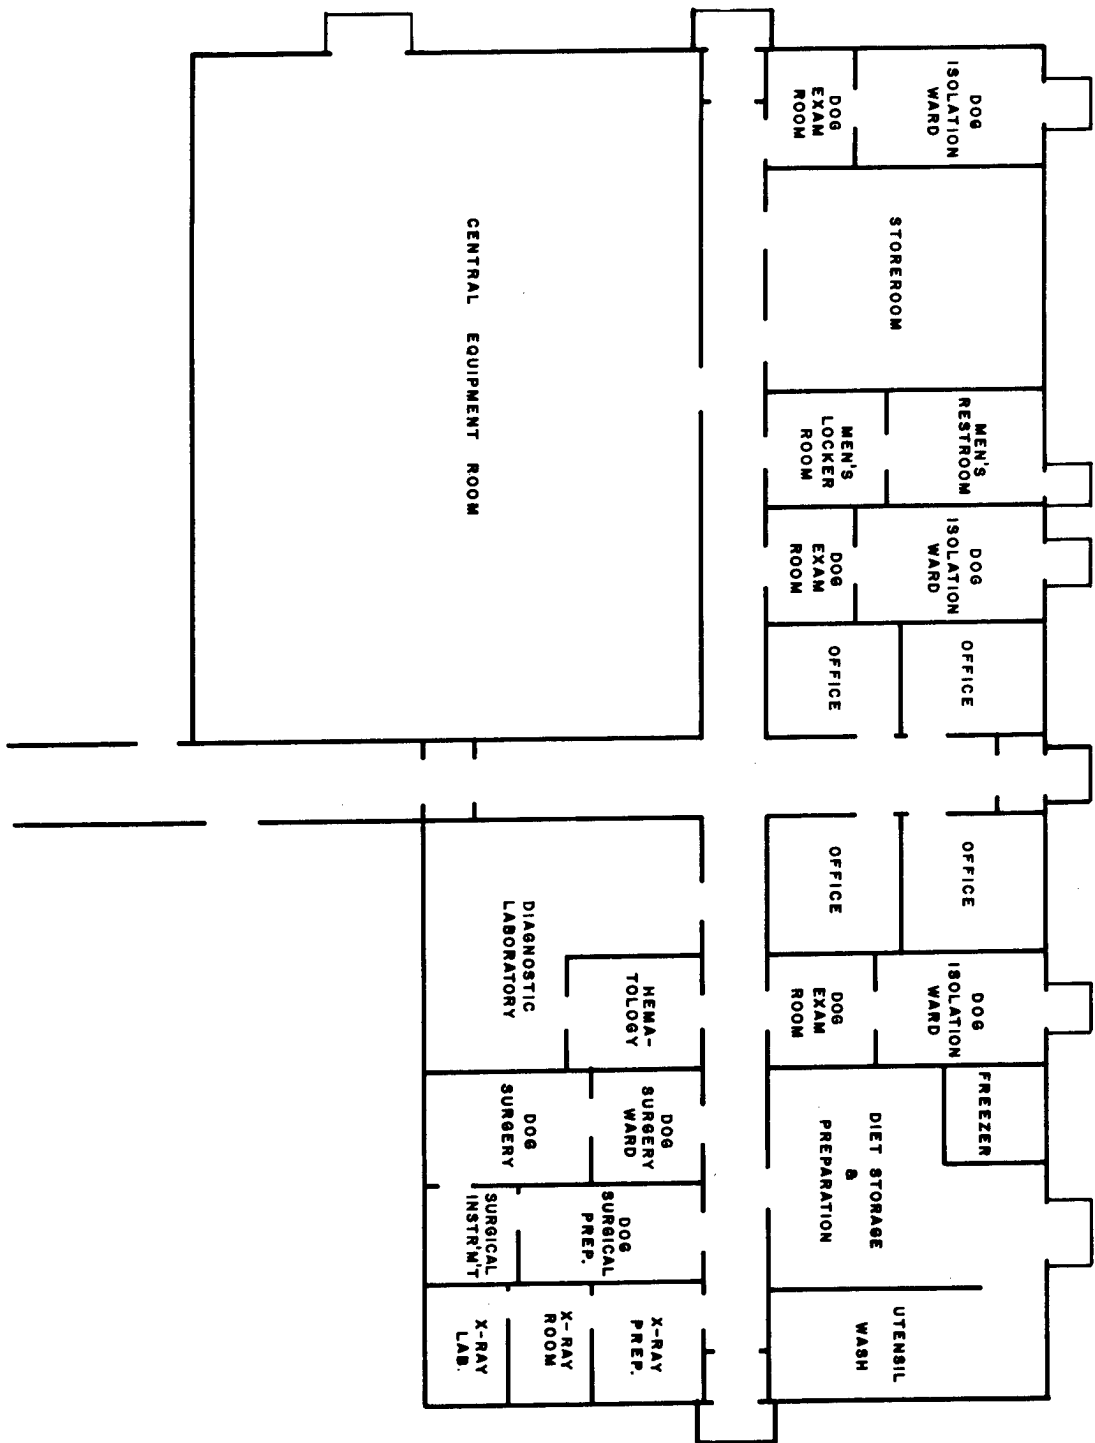 DOG
ISOLATION
WARD
DOG
EXAM
ROOM
STOREROOM
MEN'S
RESTROOM
MEN'S
LOCKER
ROOM
DOG
ISOLATION
WARD
DOG
EXAM
ROOM
OFFICE
OFFICE
CENTRAL EQUIPMENT ROOM
OFFICE
OFFICE
DOG
ISOLATION
WARD
DOG
EXAM
ROOM
FREEZER
DIET STORAGE
&
PREPARATION
UTENSIL
WASH
DIAGNOSTIC
LABORATORY
HEMA-
TOLOGY
DOG
SURGERY
WARD
DOG
SURGERY
DOG
SURGICAL
PREP.
SURGICAL
INSTR'M'T
X-RAY
PREP.
X-RAY
ROOM
X-RAY
LAB.